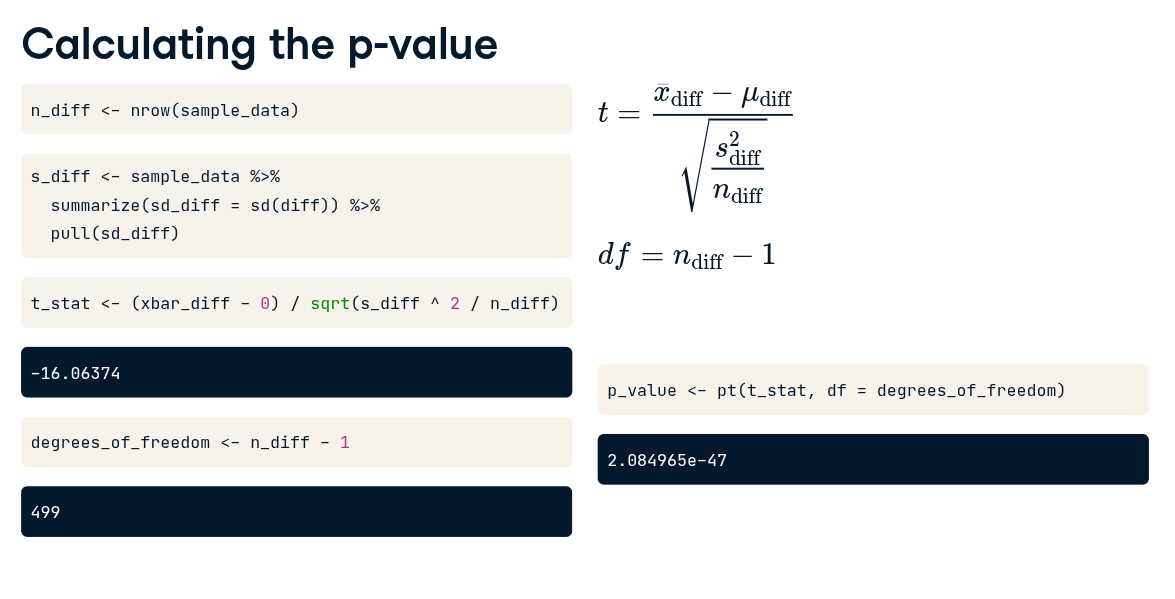 Calculating the p-value
n_diff <- nrow(sample_data)
s_diff <- sample_data %>%
  summarize(sd_diff = sd(diff)) %>%
  pull(sd_diff)
t_stat <- (xbar_diff - 0) / sqrt(s_diff ^ 2 / n_diff)
-16.06374
degrees_of_freedom <- n_diff - 1
499
t = \frac{\bar{x}_{\text{diff}} - \mu_{\text{diff}}}{\sqrt{\frac{s^2_{\text{diff}}}{n_{\text{diff}}}}}
df = n_{\text{diff}} - 1
p_value <- pt(t_stat, df = degrees_of_freedom)
2.084965e-47